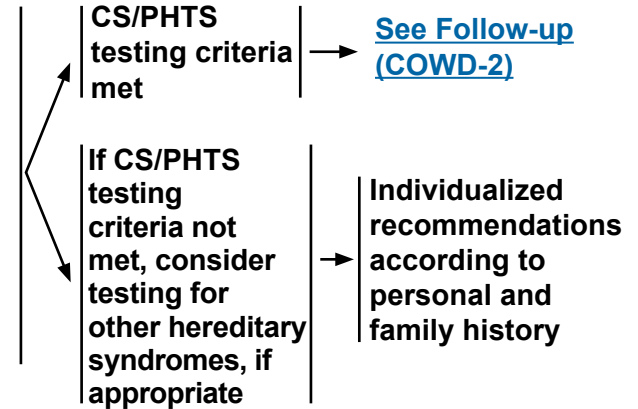 CS/PHTS
testing criteria
met
See Follow-up
(COWD-2)
If CS/PHTS
testing
criteria not
met, consider
testing for
other hereditary
syndromes, if
appropriate
Individualized
recommendations
according to
personal and
family history